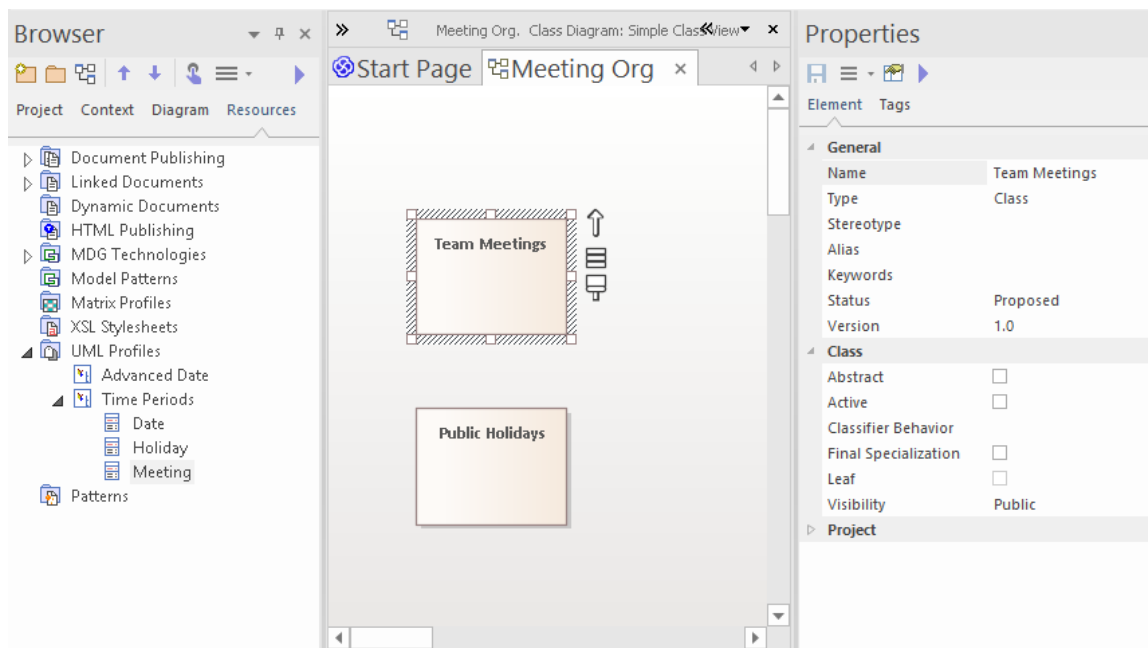 Browser
Project Context Diagram Resources
Document Publishing
Linked Documents
Dynamic Documents
HTML Publishing
MDG Technologies
Model Patterns
Matrix Profiles
XSL Stylesheets
UML Profiles
Advanced Date
Time Periods
Date
Holiday
Meeting
Patterns
Meeting Org. Class Diagram: Simple Class View
Start Page Meeting Org
Team Meetings
Public Holidays
Properties
Element Tags
General
Name Team Meetings
Type Class
Stereotype
Alias
Keywords
Status Proposed
Version 1.0
Class
Abstract
Active
Classifier Behavior
Final Specialization
Leaf
Visibility Public
Project